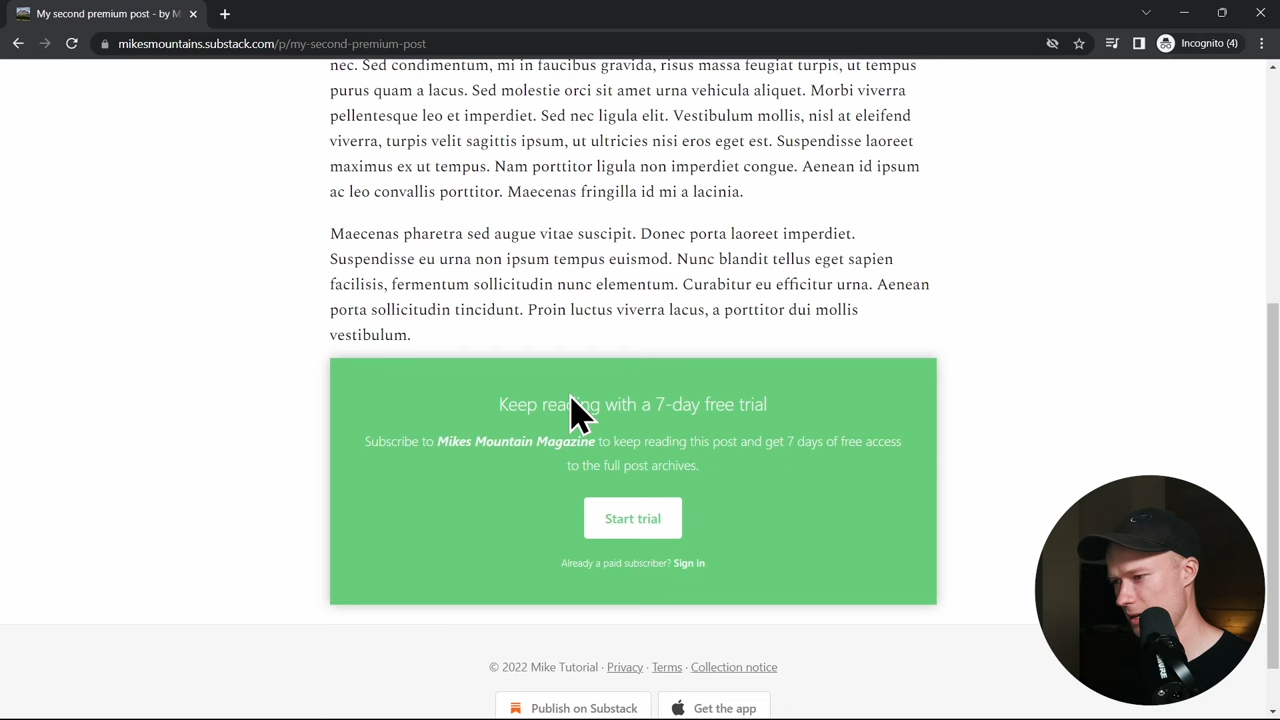 My second premium post - by M
mikesmountains.substack.com/p/my-second-premium-post
Incognito (4)
nec. Sed condimentum, mi in faucibus gravida, risus massa feugiat turpis, ut tempus
purus quam a lacus. Sed molestie orci sit amet urna vehicula aliquet. Morbi viverra
pellentesque leo et imperdiet. Sed nec ligula elit. Vestibulum mollis, nisl at eleifend
viverra, turpis velit sagittis ipsum, ut ultricies nisi eros eget est. Suspendisse laoreet
maximus ex ut tempus. Nam porttitor ligula non imperdiet congue. Aenean id ipsum
ac leo convallis porttitor. Maecenas fringilla id mi a lacinia.
Maecenas pharetra sed augue vitae suscipit. Donec porta laoreet imperdiet.
Suspendisse eu urna non ipsum tempus euismod. Nunc blandit tellus eget sapien
facilisis, fermentum sollicitudin nunc elementum. Curabitur eu efficitur urna. Aenean
porta sollicitudin tincidunt. Proin luctus viverra lacus, a porttitor dui mollis
vestibulum.
Keep reading with a 7-day free trial
Subscribe to Mikes Mountain Magazine to keep reading this post and get 7 days of free access
to the full post archives.
Start trial
Already a paid subscriber? Sign in
© 2022 Mike Tutorial · Privacy · Terms · Collection notice
Publish on Substack
Get the app